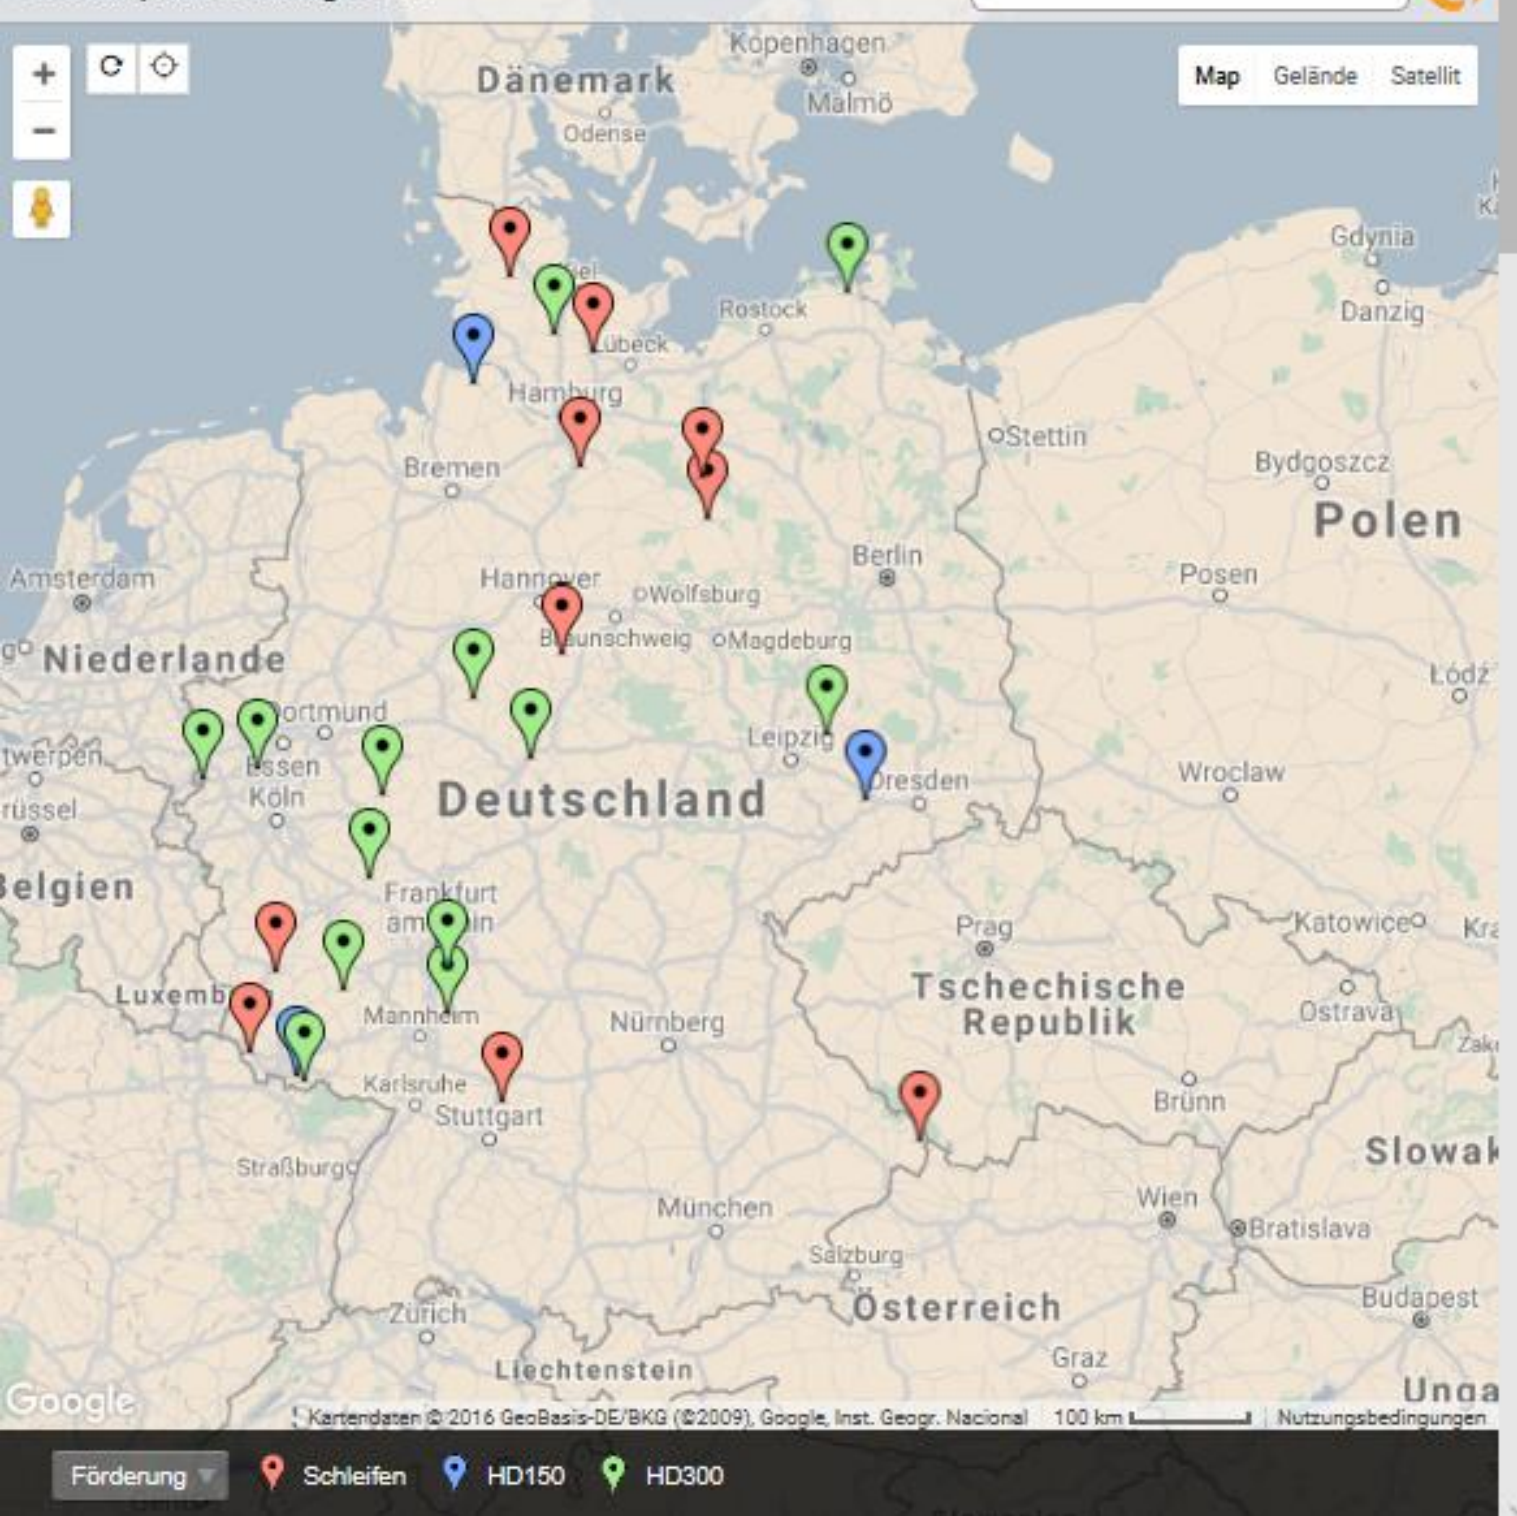 Kopenhagen
Map Gelände Satellit
Dänemark
Malmö
Odense
Gdynia
Danzig
Rostock
Lübeck
Hamburg
Stettin
Bremen
Bydgoszcz
Polen
Berlin
Amsterdam
Hannover
Posen
Wolfsburg
Braunschweig
Magdeburg
Niederlande
Łódź
Dortmund
Leipzig
Essen
Wroclaw
Dresden
Köln
Deutschland
Belgien
Frankfurt
Prag
Katowice
Tschechische
Republik
Luxemb
Mannheim
Nürnberg
Ostrava
Karlsruhe
Stuttgart
Brünn
Slowak
Straßburg
Wien
München
Bratislava
Salzburg
Österreich
Budapest
Zürich
Graz
Liechtenstein
Unga
Google
Kartendaten © 2016 GeoBasis-DE/BKG (©2009), Google, Inst. Geogr. Nacional 100 km Nutzungsbedingungen
Förderung Schleifen HD150 HD300